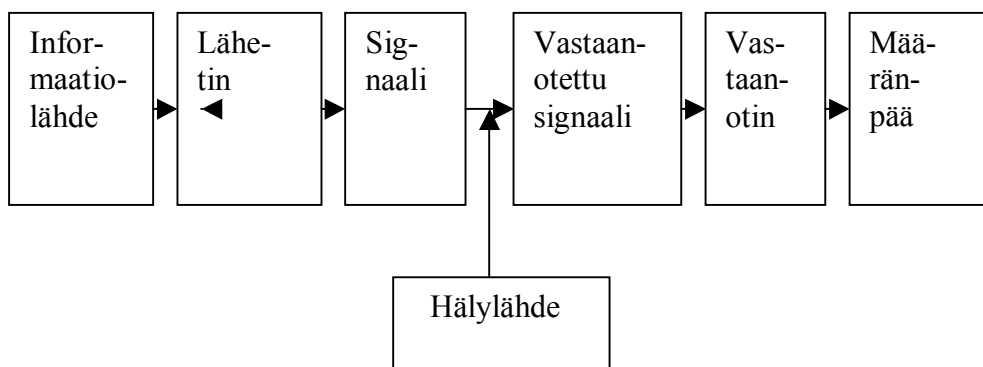 Infor-
maatio-
lähde
Lähe-
tin
Sig-
naali
Vastaan-
otettu
signaali
Vas-
taan-
otin
Mää-
rän-
pää
Hälylähde